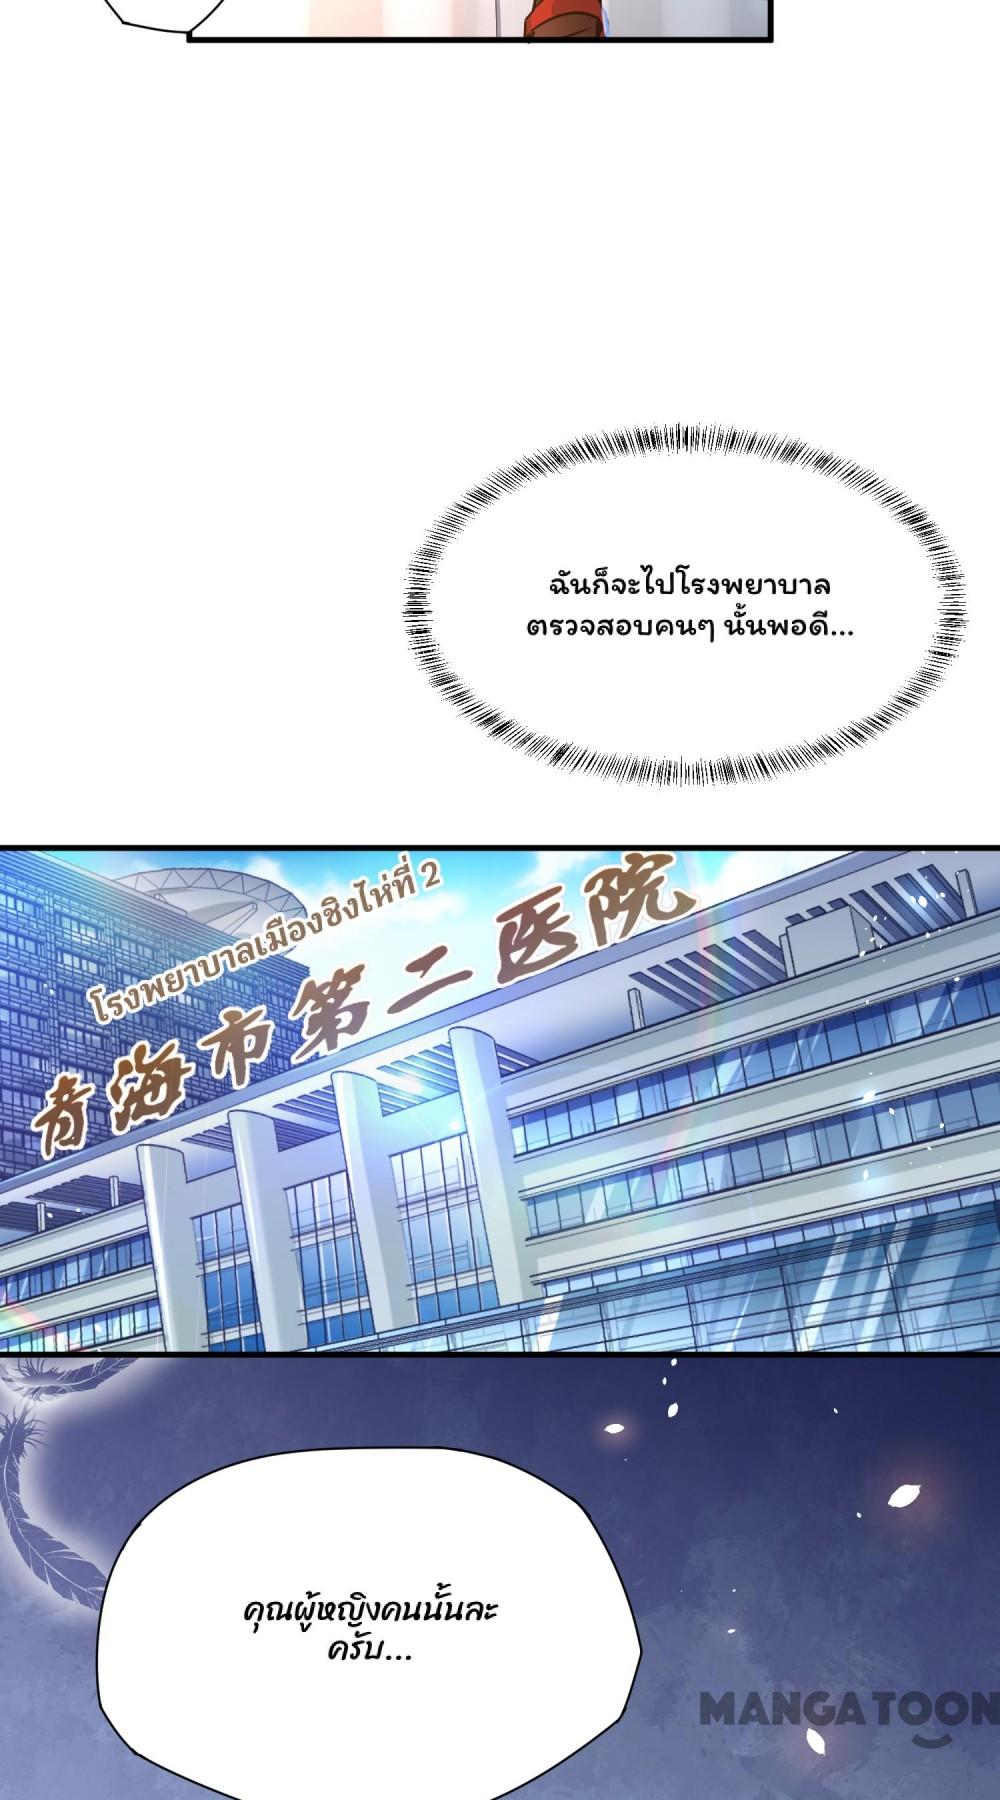 ฉันก็จะไปโรงพยาบาล
ตรวจสอบคนๆ นั้นพอดี...
โรงพยาบาลเมืองชิงไห่ที่ 2
青海市第二医院
คุณผู้หญิงคนนั้นละ
ครับ...
MANGATOON